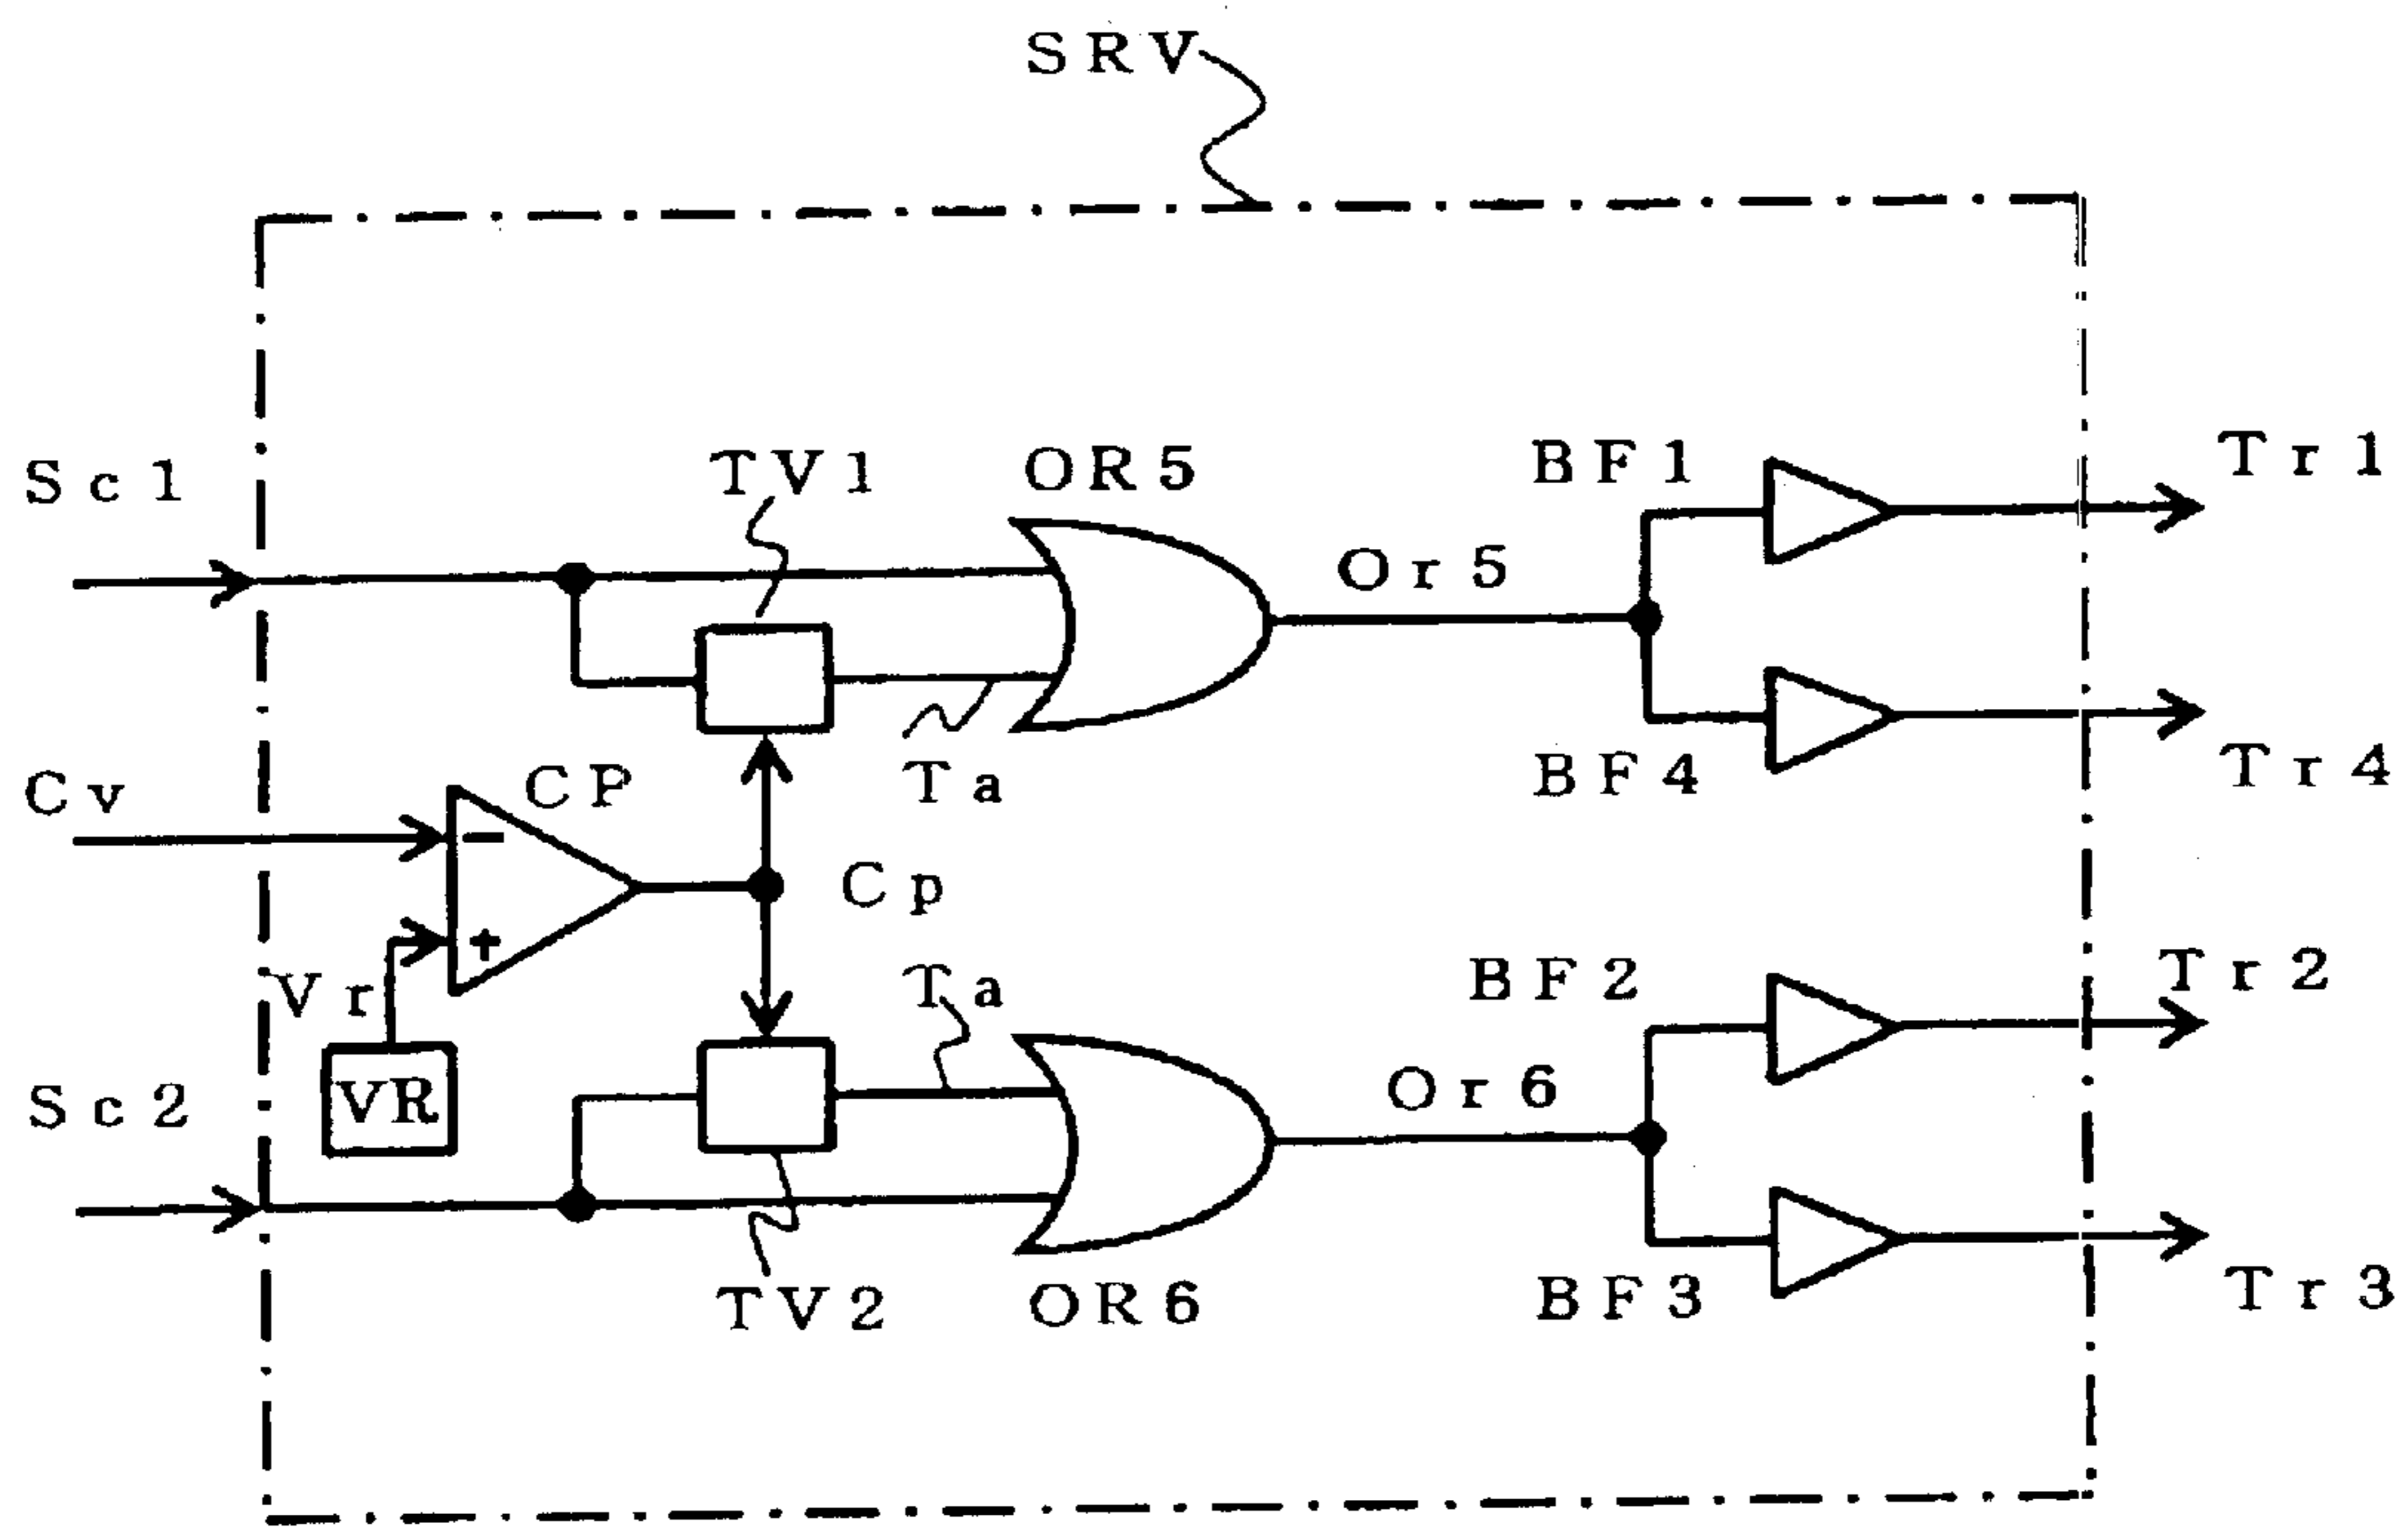 SRV
Sc1
TV1
OR5
BF1
Tr1
Or5
Ta
BF4
Tr4
Cv
CP
−
+
Cp
Vr
VR
Ta
BF2
Tr2
Sc2
Or6
TV2
OR6
BF3
Tr3